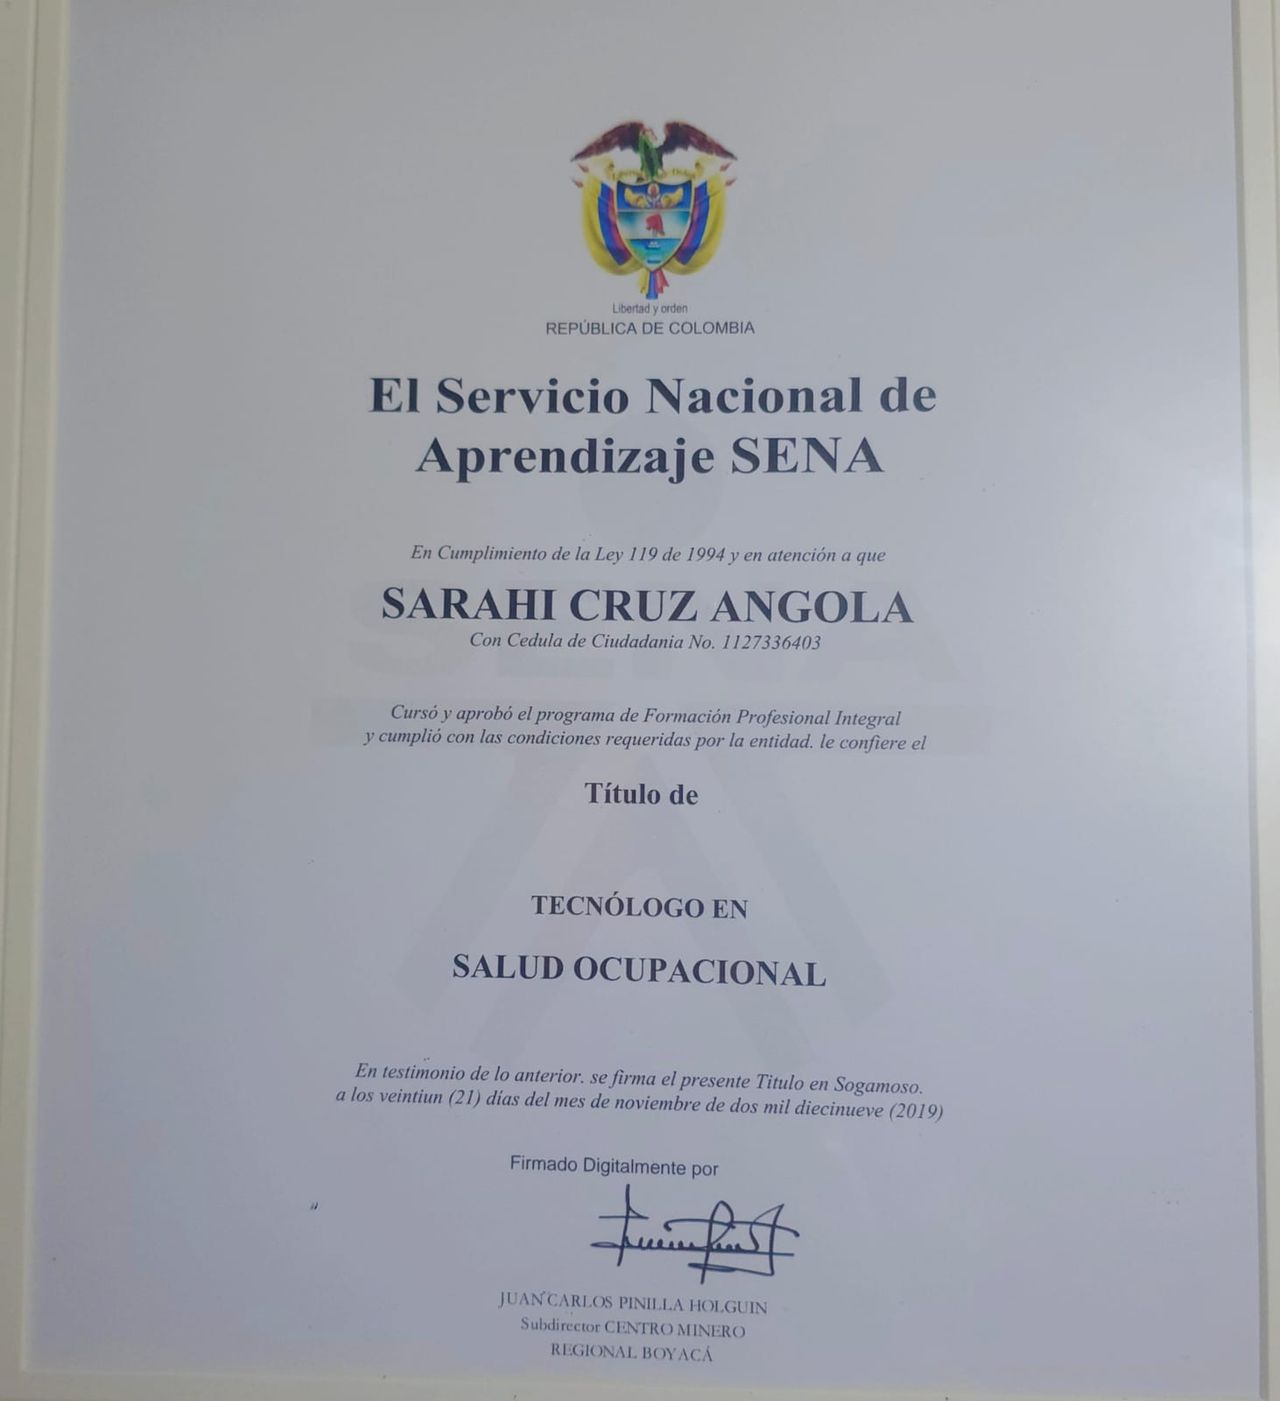 Libertad y orden
REPÚBLICA DE COLOMBIA
El Servicio Nacional de
Aprendizaje SENA
En Cumplimiento de la Ley 119 de 1994 y en atención a que
SARAHI CRUZ ANGOLA
Con Cedula de Ciudadania No. 1127336403
Cursó y aprobó el programa de Formación Profesional Integral
y cumplió con las condiciones requeridas por la entidad. le confiere el
Título de
TECNÓLOGO EN
SALUD OCUPACIONAL
En testimonio de lo anterior. se firma el presente Titulo en Sogamoso.
a los veintiun (21) días del mes de noviembre de dos mil diecinueve (2019)
Firmado Digitalmente por
JUAN CARLOS PINILLA HOLGUIN
Subdirector CENTRO MINERO
REGIONAL BOYACÁ